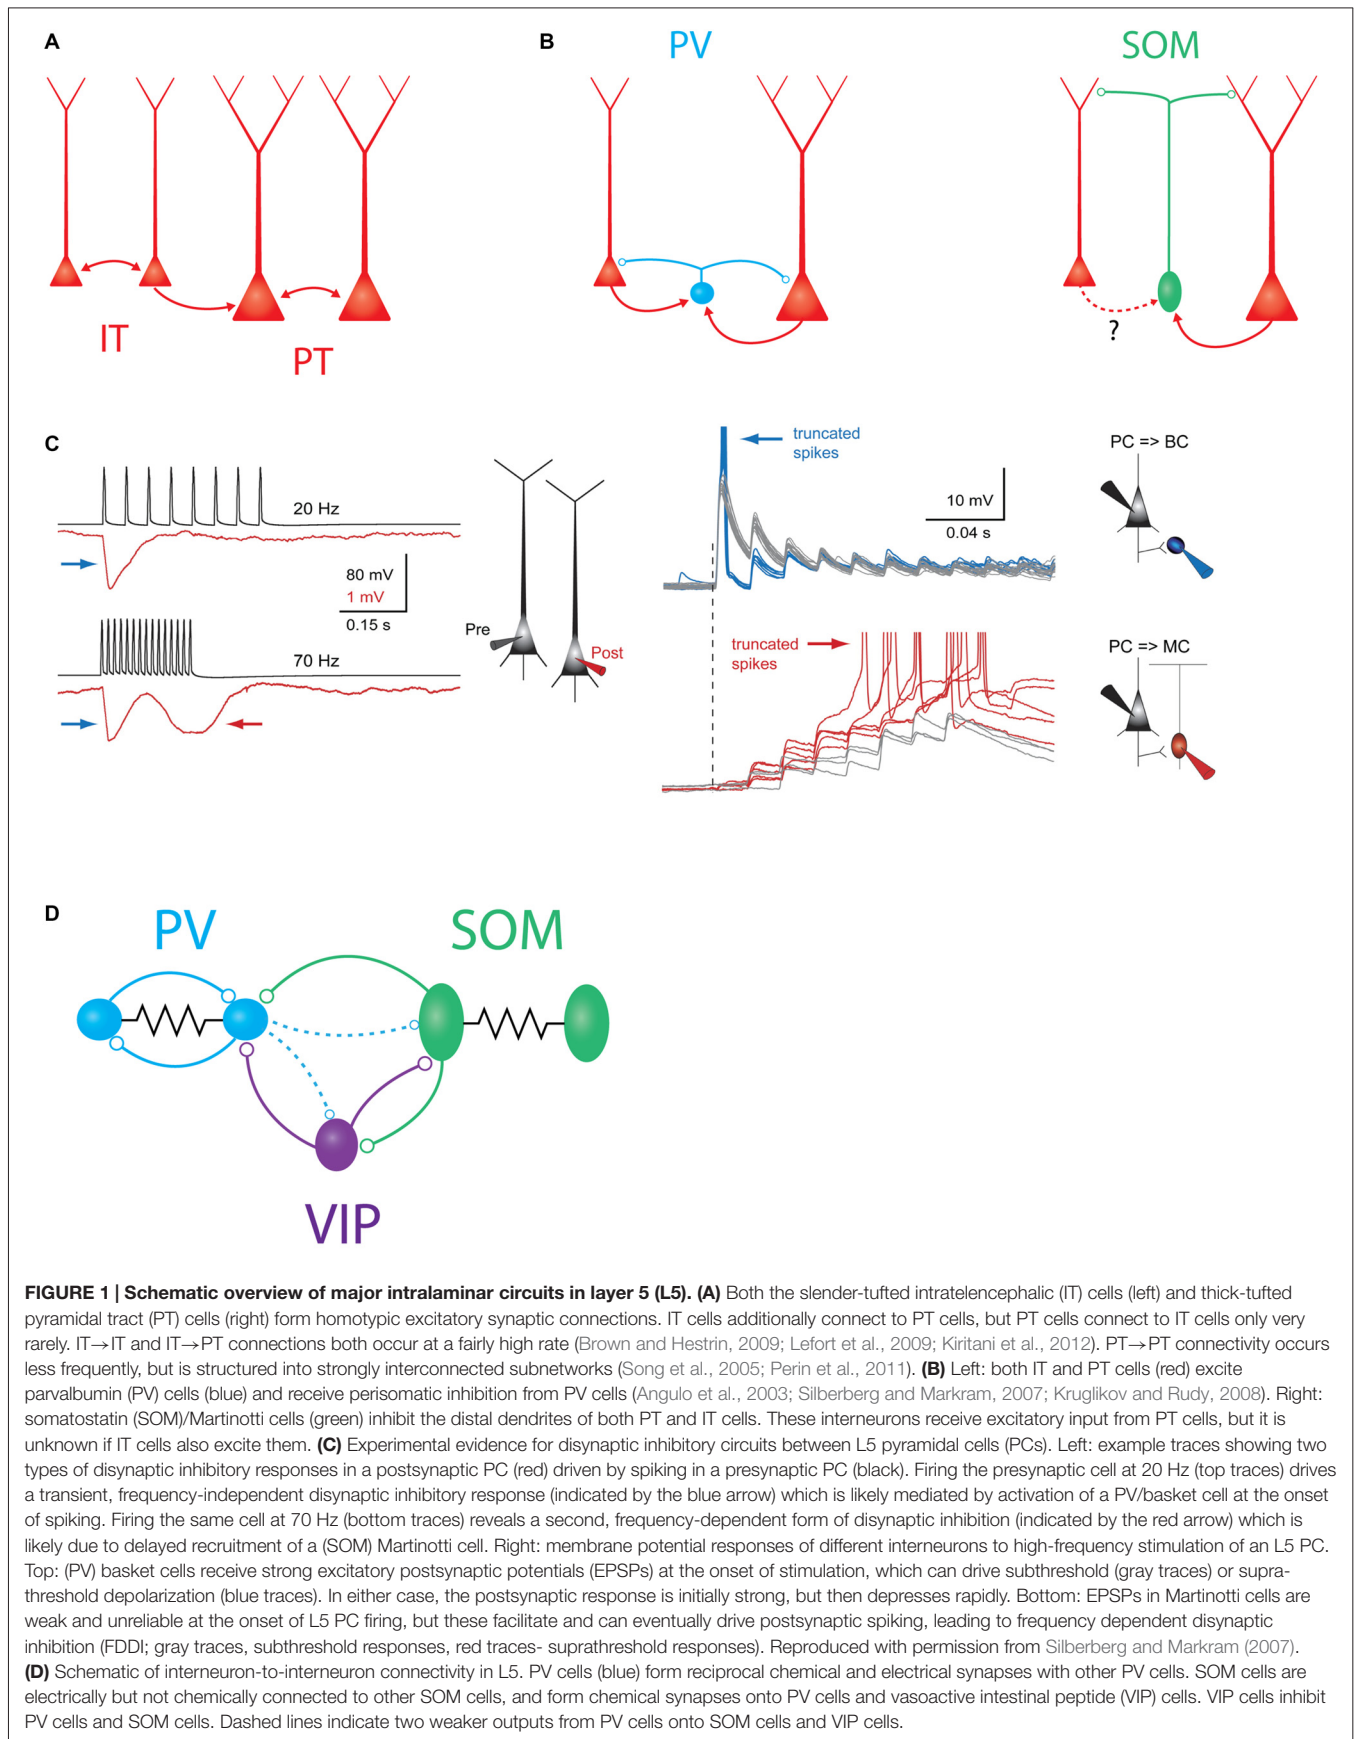 A
B
PV
SOM
IT
PT
?
C
20 Hz
80 mV
1 mV
0.15 s
70 Hz
Pre
Post
truncated
spikes
10 mV
0.04 s
PC => BC
truncated
spikes
PC => MC
D
PV
SOM
VIP
FIGURE 1 | Schematic overview of major intralaminar circuits in layer 5 (L5). (A) Both the slender-tufted intratelencephalic (IT) cells (left) and thick-tufted
pyramidal tract (PT) cells (right) form homotypic excitatory synaptic connections. IT cells additionally connect to PT cells, but PT cells connect to IT cells only very
rarely. IT→IT and IT→PT connections both occur at a fairly high rate (Brown and Hestrin, 2009; Lefort et al., 2009; Kiritani et al., 2012). PT→PT connectivity occurs
less frequently, but is structured into strongly interconnected subnetworks (Song et al., 2005; Perin et al., 2011). (B) Left: both IT and PT cells (red) excite
parvalbumin (PV) cells (blue) and receive perisomatic inhibition from PV cells (Angulo et al., 2003; Silberberg and Markram, 2007; Kruglikov and Rudy, 2008). Right:
somatostatin (SOM)/Martinotti cells (green) inhibit the distal dendrites of both PT and IT cells. These interneurons receive excitatory input from PT cells, but it is
unknown if IT cells also excite them. (C) Experimental evidence for disynaptic inhibitory circuits between L5 pyramidal cells (PCs). Left: example traces showing two
types of disynaptic inhibitory responses in a postsynaptic PC (red) driven by spiking in a presynaptic PC (black). Firing the presynaptic cell at 20 Hz (top traces) drives
a transient, frequency-independent disynaptic inhibitory response (indicated by the blue arrow) which is likely mediated by activation of a PV/basket cell at the onset
of spiking. Firing the same cell at 70 Hz (bottom traces) reveals a second, frequency-dependent form of disynaptic inhibition (indicated by the red arrow) which is
likely due to delayed recruitment of a (SOM) Martinotti cell. Right: membrane potential responses of different interneurons to high-frequency stimulation of an L5 PC.
Top: (PV) basket cells receive strong excitatory postsynaptic potentials (EPSPs) at the onset of stimulation, which can drive subthreshold (gray traces) or supra-
threshold depolarization (blue traces). In either case, the postsynaptic response is initially strong, but then depresses rapidly. Bottom: EPSPs in Martinotti cells are
weak and unreliable at the onset of L5 PC firing, but these facilitate and can eventually drive postsynaptic spiking, leading to frequency dependent disynaptic
inhibition (FDDI; gray traces, subthreshold responses, red traces- suprathreshold responses). Reproduced with permission from Silberberg and Markram (2007).
(D) Schematic of interneuron-to-interneuron connectivity in L5. PV cells (blue) form reciprocal chemical and electrical synapses with other PV cells. SOM cells are
electrically but not chemically connected to other SOM cells, and form chemical synapses onto PV cells and vasoactive intestinal peptide (VIP) cells. VIP cells inhibit
PV cells and SOM cells. Dashed lines indicate two weaker outputs from PV cells onto SOM cells and VIP cells.